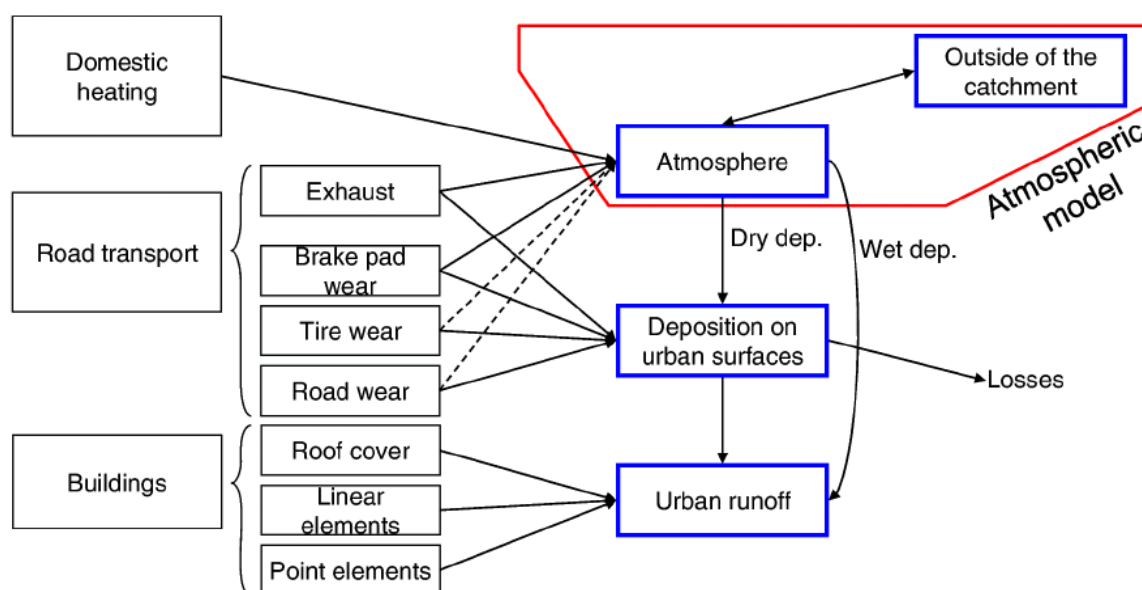 Domestic
heating
Outside of the
catchment
Atmosphere
Atmospheric
model
Exhaust
Road transport
Brake pad
wear
Dry dep.
Wet dep.
Tire wear
Deposition on
urban surfaces
Road wear
Losses
Roof cover
Buildings
Linear
elements
Urban runoff
Point elements